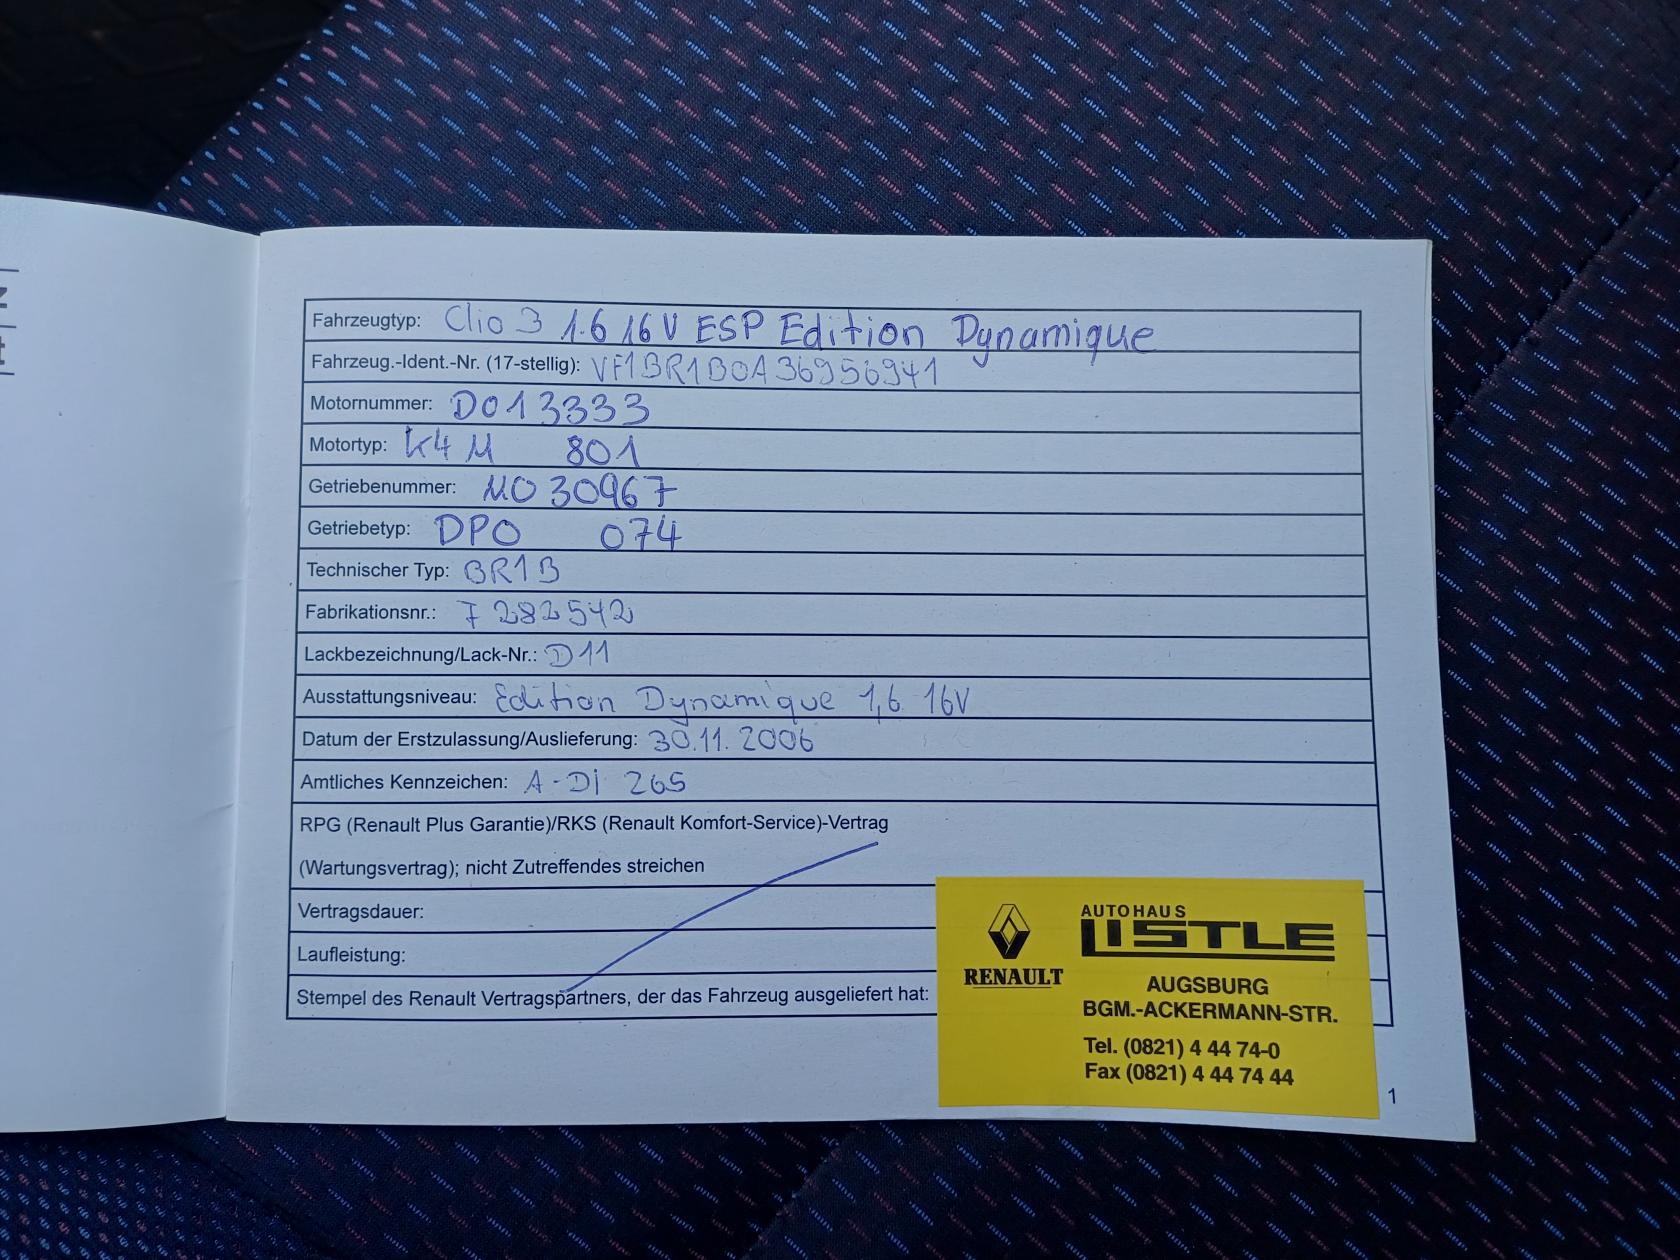 Fahrzeugtyp: Clio 3 1.6 16V ESP Edition Dynamique
Fahrzeug.-Ident.-Nr. (17-stellig): VF1BR1B0A36956941
Motornummer: D013333
Motortyp: K4M 801
Getriebenummer: M030967
Getriebetyp: DPO 074
Technischer Typ: BR1B
Fabrikationsnr.: F282542
Lackbezeichnung/Lack-Nr.: D11
Ausstattungsniveau: Edition Dynamique 1,6 16V
Datum der Erstzulassung/Auslieferung: 30.11.2006
Amtliches Kennzeichen: A-DI 265
RPG (Renault Plus Garantie)/RKS (Renault Komfort-Service)-Vertrag
(Wartungsvertrag); nicht Zutreffendes streichen
Vertragsdauer:
Laufleistung:
Stempel des Renault Vertragspartners, der das Fahrzeug ausgeliefert hat:
RENAULT
AUTOHAUS
LISTLE
AUGSBURG
BGM.-ACKERMANN-STR.
Tel. (0821) 4 44 74-0
Fax (0821) 4 44 74 44
1